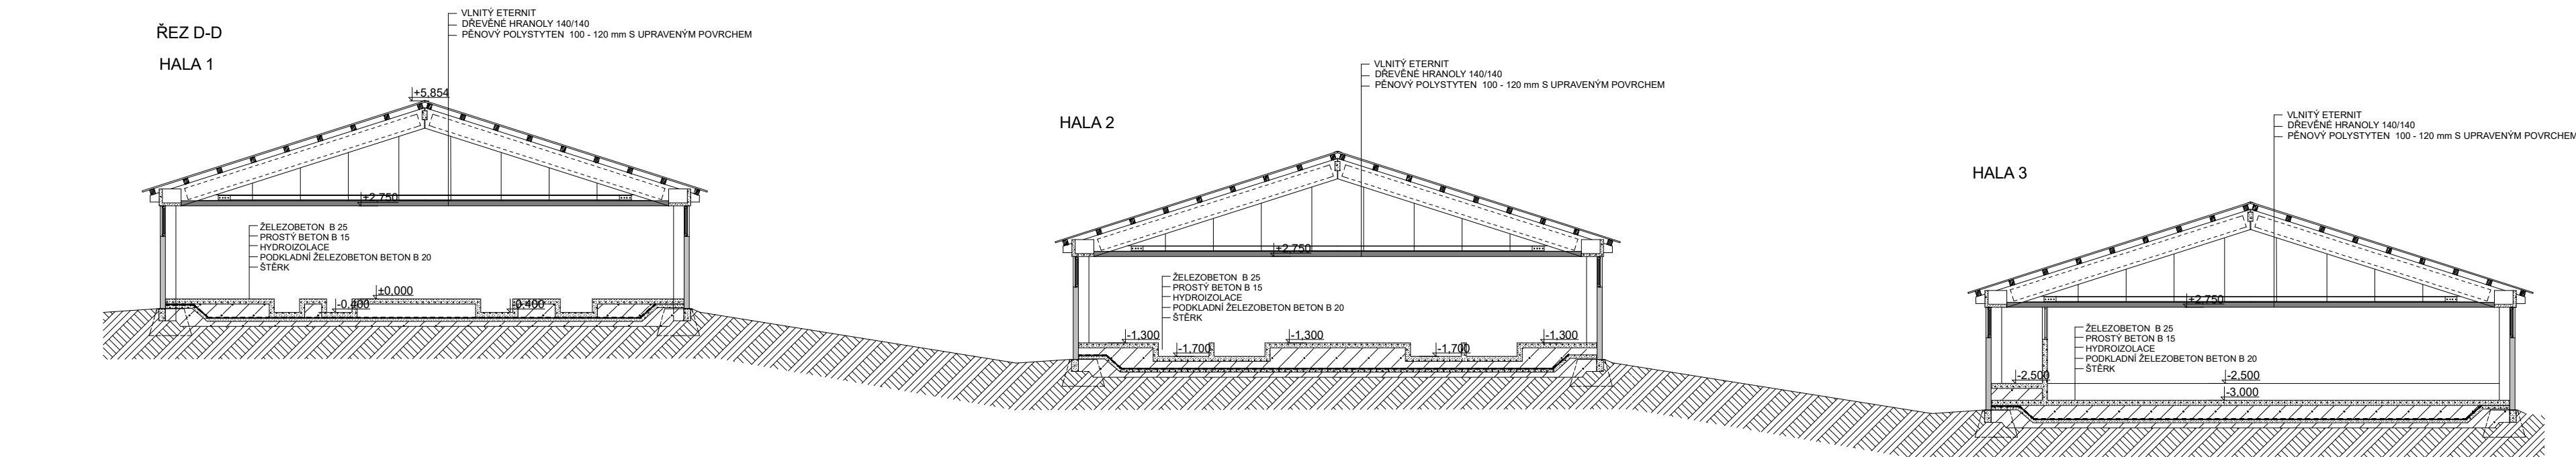 ŘEZ D-D
HALA 1
VLNITÝ ETERNIT
DŘEVĚNÉ HRANOLY 140/140
PĚNOVÝ POLYSTYTEN 100 - 120 mm S UPRAVENÝM POVRCHEM
+5,854
+2,750
ŽELEZOBETON B 25
PROSTÝ BETON B 15
HYDROIZOLACE
PODKLADNÍ ŽELEZOBETON BETON B 20
ŠTĚRK
±0,000
-0,400
-0,400
HALA 2
VLNITÝ ETERNIT
DŘEVĚNÉ HRANOLY 140/140
PĚNOVÝ POLYSTYTEN 100 - 120 mm S UPRAVENÝM POVRCHEM
+2,750
ŽELEZOBETON B 25
PROSTÝ BETON B 15
HYDROIZOLACE
PODKLADNÍ ŽELEZOBETON BETON B 20
ŠTĚRK
-1,300
-1,300
-1,300
-1,700
-1,700
HALA 3
VLNITÝ ETERNIT
DŘEVĚNÉ HRANOLY 140/140
PĚNOVÝ POLYSTYTEN 100 - 120 mm S UPRAVENÝM POVRCHEM
+2,750
ŽELEZOBETON B 25
PROSTÝ BETON B 15
HYDROIZOLACE
PODKLADNÍ ŽELEZOBETON BETON B 20
ŠTĚRK
-2,500
-2,500
-3,000